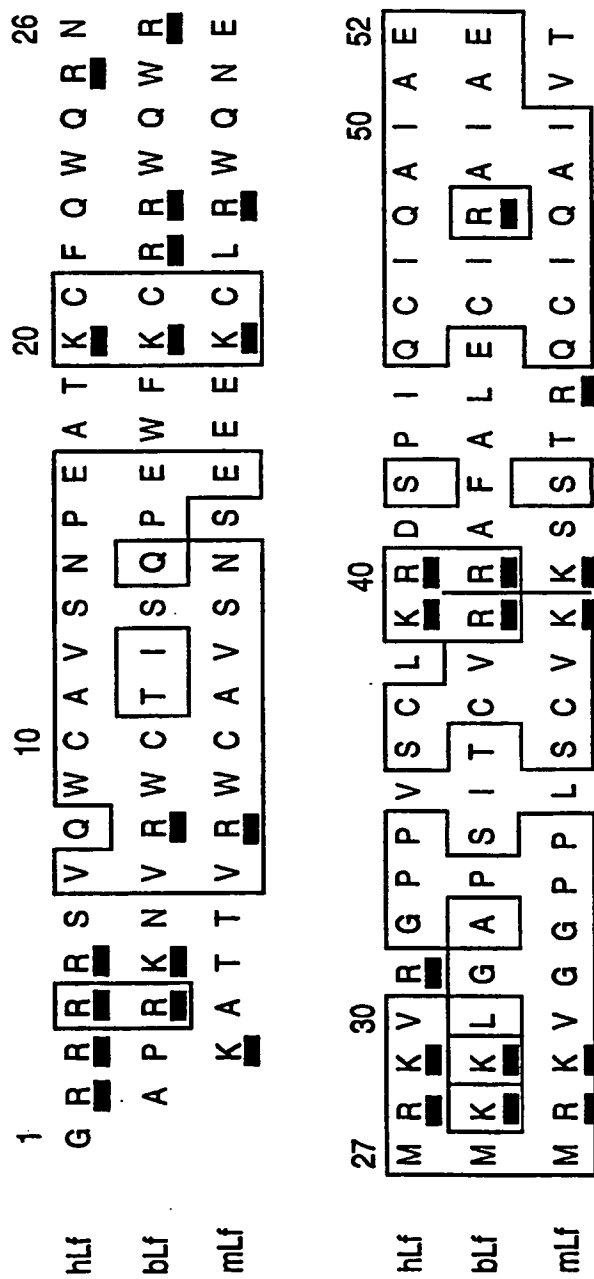 1 10 20 26
hLf G R R R R S V Q W C A V S N P E A T K C F Q W Q R N
bLf A P R K N V R W C T I S Q P E W F K C R R W Q W R
mLf K A T T V R W C A V S N S E E E K C L R W Q N E
27 30 40 50 52
hLf M R K V R G P P V S C L K R D S P I Q C I Q A I A E
bLf M K K L G A P S I T C V R R A F A L E C I R A I A E
mLf M R K V G G P P L S C V K K S S T R Q C I Q A I V T